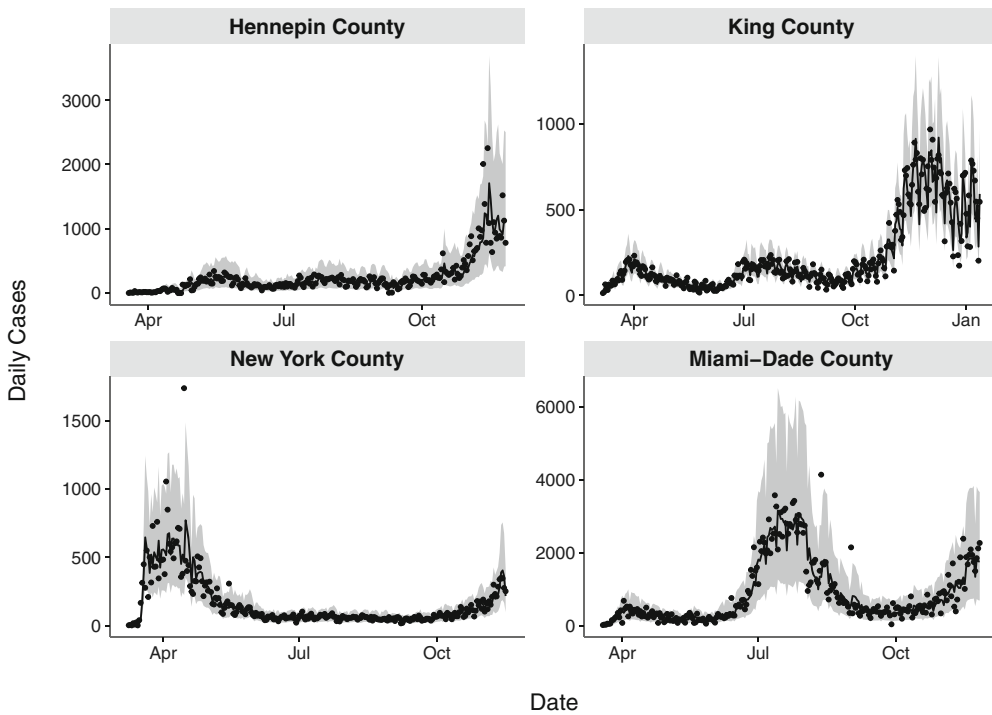 Hennepin County
King County
3000
2000
1000
0
1000
500
0
Apr
Jul
Oct
Apr
Jul
Oct
Jan
Daily Cases
New York County
Miami–Dade County
1500
1000
500
0
6000
4000
2000
0
Apr
Jul
Oct
Apr
Jul
Oct
Date